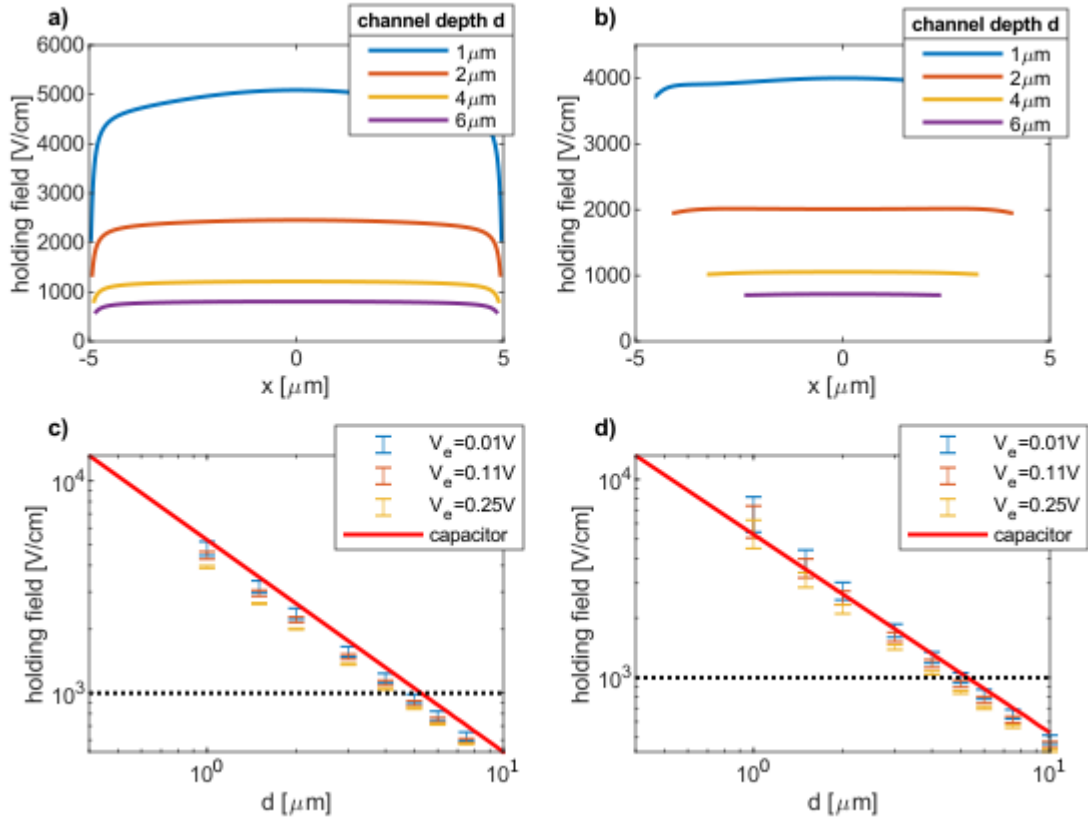 a)
channel depth d
1μm
2μm
4μm
6μm
holding field [V/cm]
6000
5000
4000
3000
2000
1000
0
-5
0
5
x [μm]
b)
channel depth d
1μm
2μm
4μm
6μm
holding field [V/cm]
4000
3000
2000
1000
0
-5
0
5
x [μm]
c)
V_e=0.01V
V_e=0.11V
V_e=0.25V
capacitor
holding field [V/cm]
10^4
10^3
10^0
10^1
d [μm]
d)
V_e=0.01V
V_e=0.11V
V_e=0.25V
capacitor
holding field [V/cm]
10^4
10^3
10^0
10^1
d [μm]